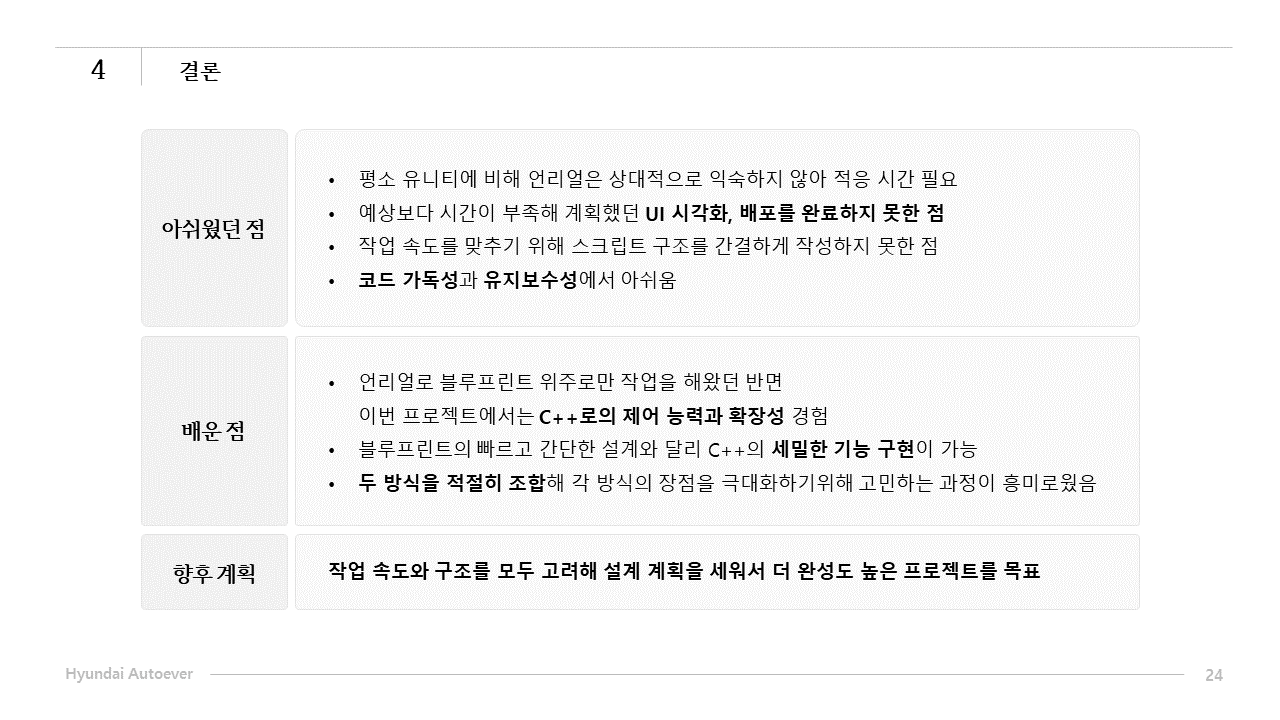 4
결론
아쉬웠던 점
• 평소 유니티에 비해 언리얼은 상대적으로 익숙하지 않아 적응 시간 필요
• 예상보다 시간이 부족해 계획했던 UI 시각화, 배포를 완료하지 못한 점
• 작업 속도를 맞추기 위해 스크립트 구조를 간결하게 작성하지 못한 점
• 코드 가독성과 유지보수성에서 아쉬움
배운 점
• 언리얼로 블루프린트 위주로만 작업을 해왔던 반면
이번 프로젝트에서는 C++로의 제어 능력과 확장성 경험
• 블루프린트의 빠르고 간단한 설계와 달리 C++의 세밀한 기능 구현이 가능
• 두 방식을 적절히 조합해 각 방식의 장점을 극대화하기위해 고민하는 과정이 흥미로웠음
향후 계획
작업 속도와 구조를 모두 고려해 설계 계획을 세워서 더 완성도 높은 프로젝트를 목표
Hyundai Autoever
24